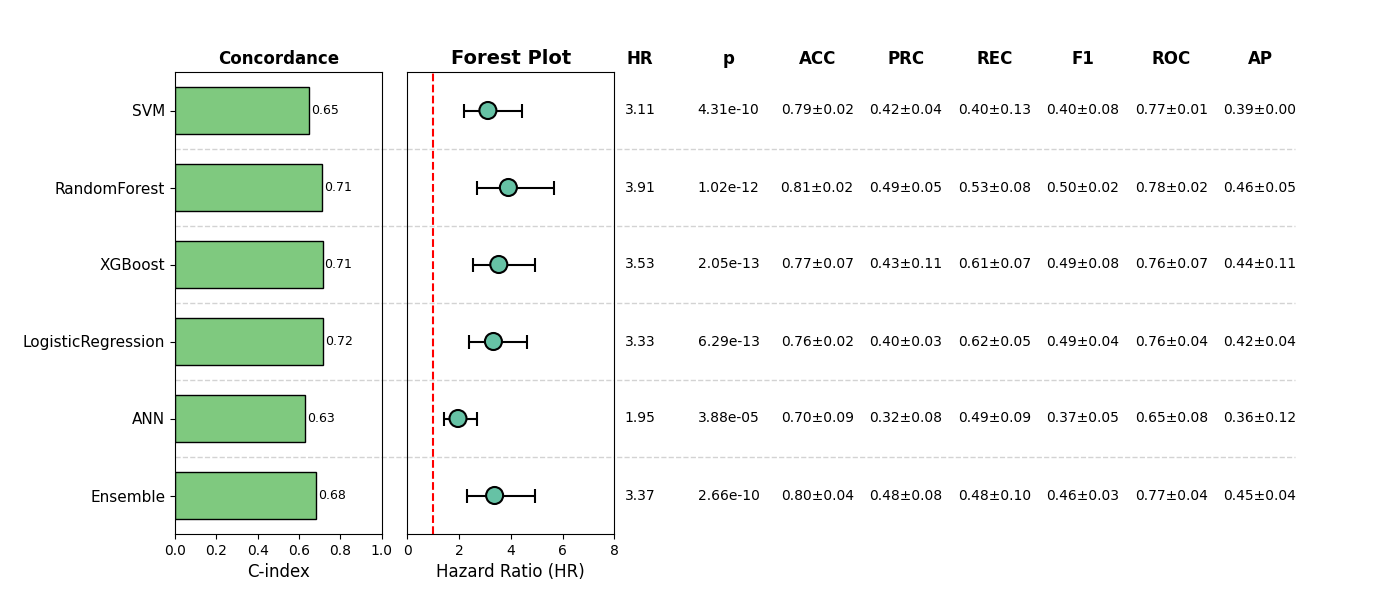 Concordance Forest Plot HR p ACC PRC REC F1 ROC AP
SVM 0.65 3.11 4.31e-10 0.79±0.02 0.42±0.04 0.40±0.13 0.40±0.08 0.77±0.01 0.39±0.00
RandomForest 0.71 3.91 1.02e-12 0.81±0.02 0.49±0.05 0.53±0.08 0.50±0.02 0.78±0.02 0.46±0.05
XGBoost 0.71 3.53 2.05e-13 0.77±0.07 0.43±0.11 0.61±0.07 0.49±0.08 0.76±0.07 0.44±0.11
LogisticRegression 0.72 3.33 6.29e-13 0.76±0.02 0.40±0.03 0.62±0.05 0.49±0.04 0.76±0.04 0.42±0.04
ANN 0.63 1.95 3.88e-05 0.70±0.09 0.32±0.08 0.49±0.09 0.37±0.05 0.65±0.08 0.36±0.12
Ensemble 0.68 3.37 2.66e-10 0.80±0.04 0.48±0.08 0.48±0.10 0.46±0.03 0.77±0.04 0.45±0.04
0.0 0.2 0.4 0.6 0.8 1.0 0 2 4 6 8
C-index Hazard Ratio (HR)